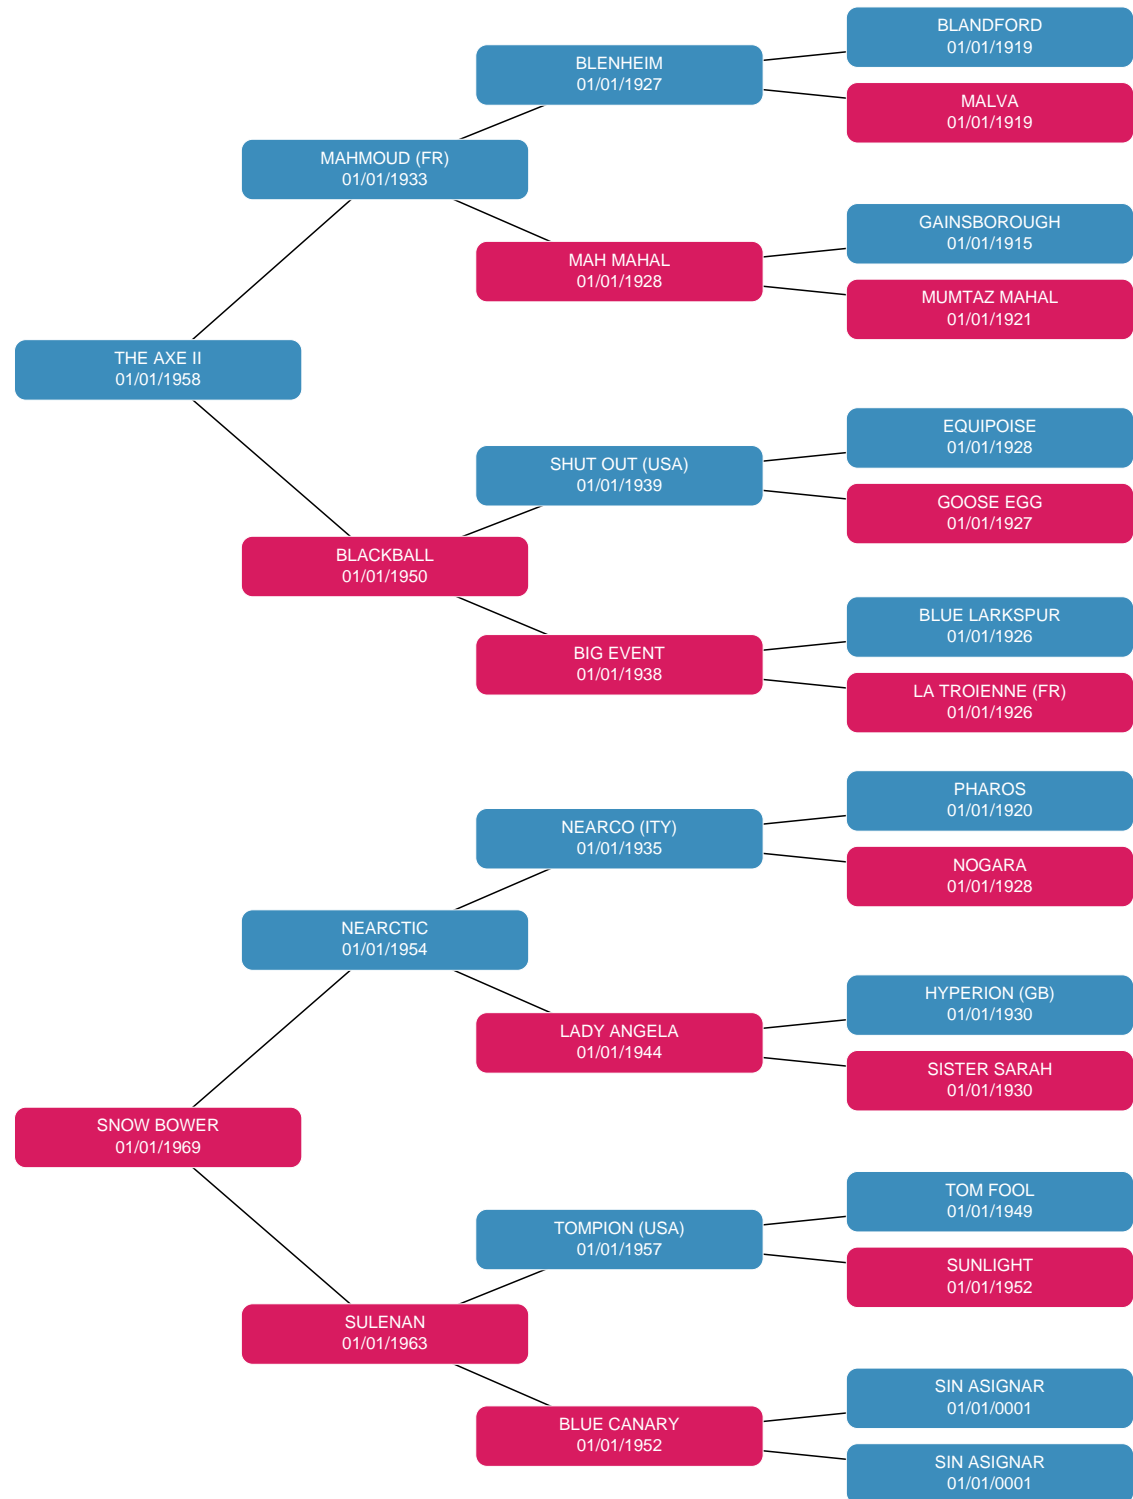 BLANDFORD
01/01/1919
BLENHEIM
01/01/1927
MALVA
01/01/1919
MAHMOUD (FR)
01/01/1933
GAINSBOROUGH
01/01/1915
MAH MAHAL
01/01/1928
MUMTAZ MAHAL
01/01/1921
THE AXE II
01/01/1958
EQUIPOISE
01/01/1928
SHUT OUT (USA)
01/01/1939
GOOSE EGG
01/01/1927
BLACKBALL
01/01/1950
BLUE LARKSPUR
01/01/1926
BIG EVENT
01/01/1938
LA TROIENNE (FR)
01/01/1926
PHAROS
01/01/1920
NEARCO (ITY)
01/01/1935
NOGARA
01/01/1928
NEARCTIC
01/01/1954
HYPERION (GB)
01/01/1930
LADY ANGELA
01/01/1944
SISTER SARAH
01/01/1930
SNOW BOWER
01/01/1969
TOM FOOL
01/01/1949
TOMPION (USA)
01/01/1957
SUNLIGHT
01/01/1952
SULENAN
01/01/1963
SIN ASIGNAR
01/01/0001
BLUE CANARY
01/01/1952
SIN ASIGNAR
01/01/0001